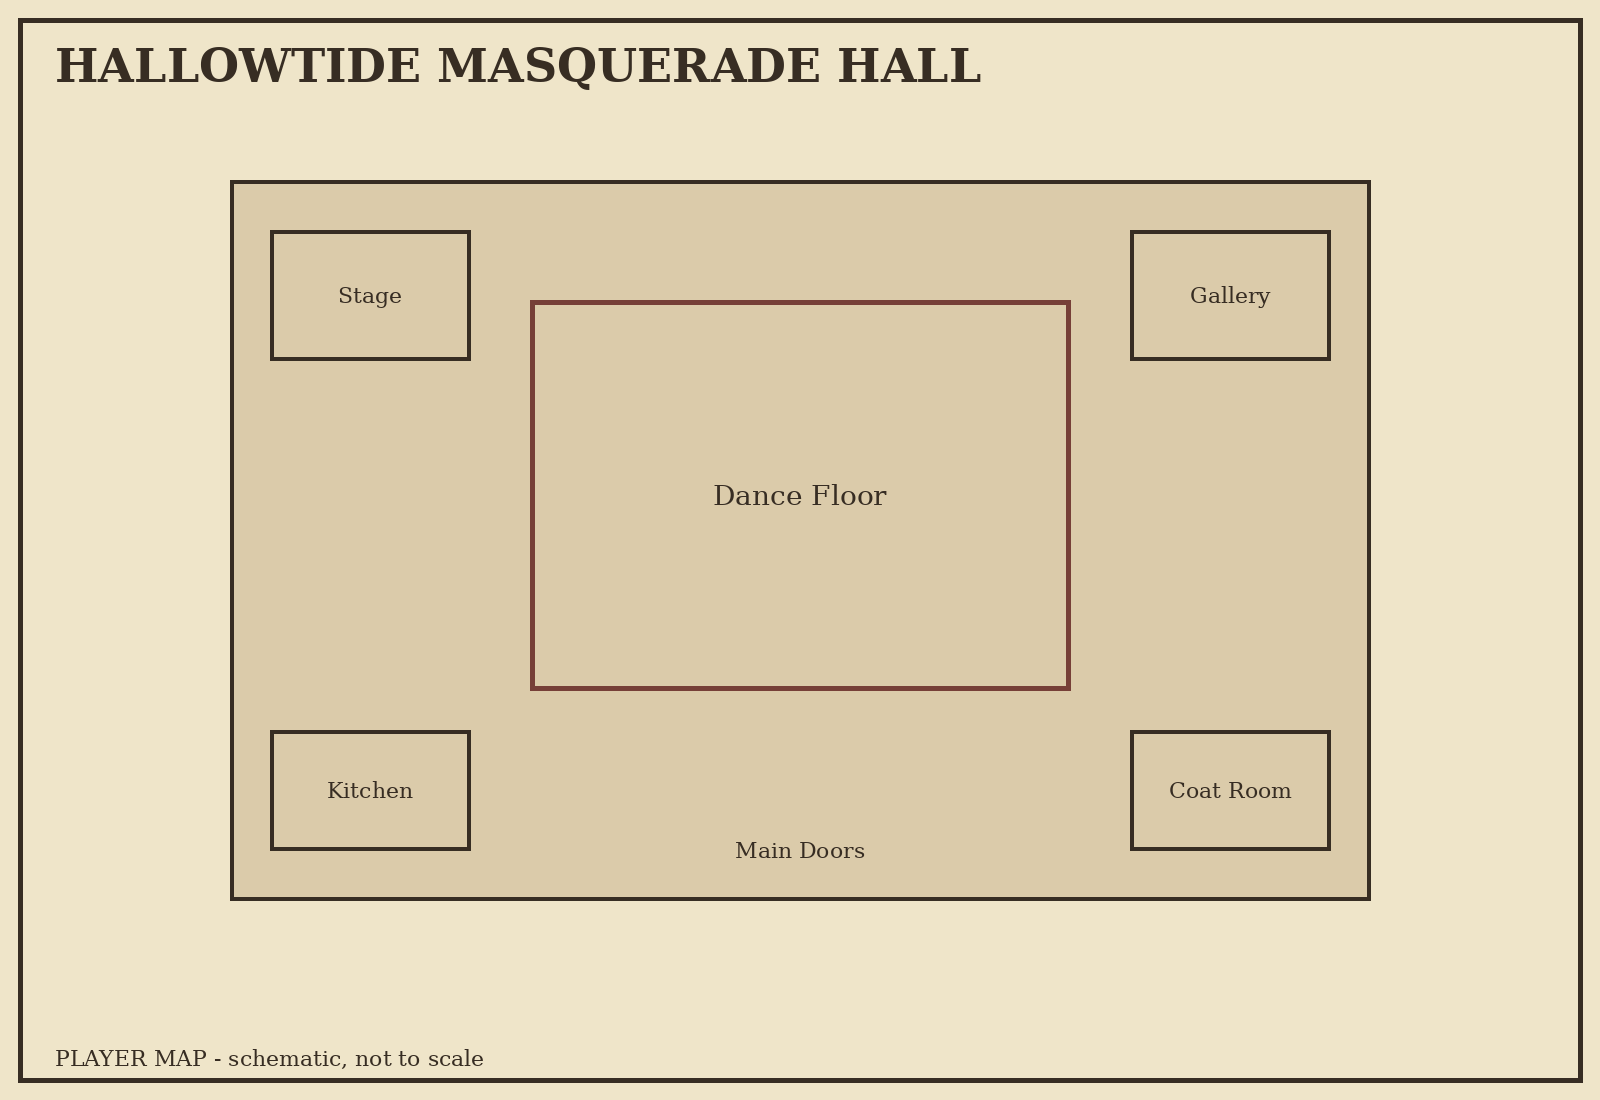 HALLOWTIDE MASQUERADE HALL
Stage
Gallery
Dance Floor
Kitchen
Coat Room
Main Doors
PLAYER MAP - schematic, not to scale